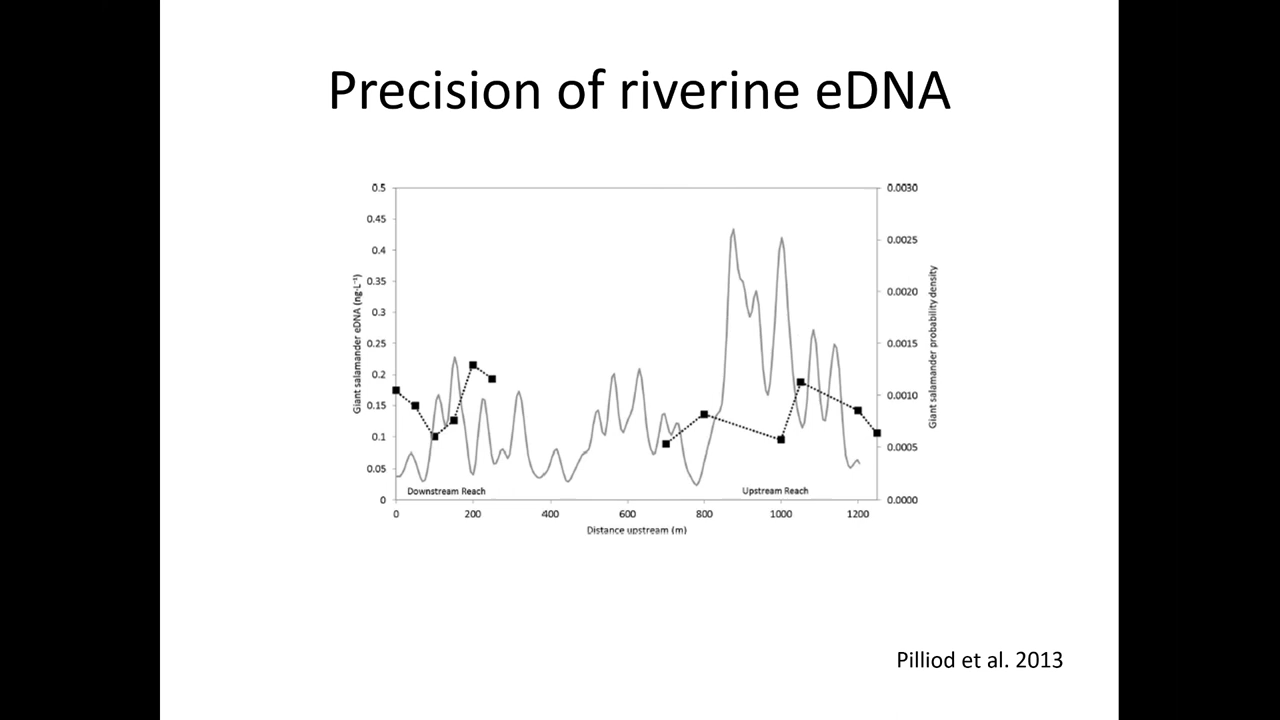 Precision of riverine eDNA
0.5
0.45
0.4
0.35
0.3
0.25
0.2
0.15
0.1
0.05
0
Giant salamander eDNA (ng·L⁻¹)
0.0030
0.0025
0.0020
0.0015
0.0010
0.0005
0.0000
Giant salamander probability density
Downstream Reach
Upstream Reach
0 200 400 600 800 1000 1200
Distance upstream (m)
Pilliod et al. 2013